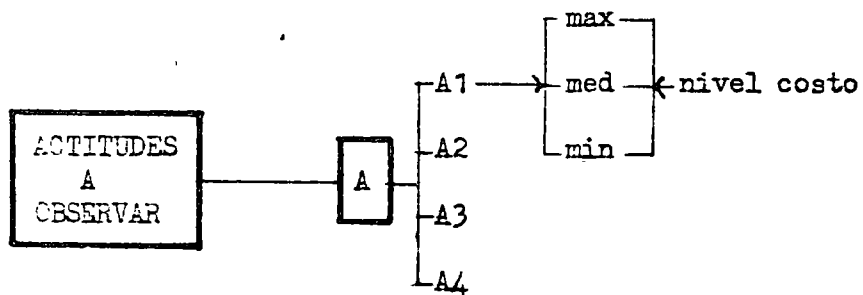 max
A1 med nivel costo
min
ACTITUDES
A
OBSERVAR
A
A2
A3
A4